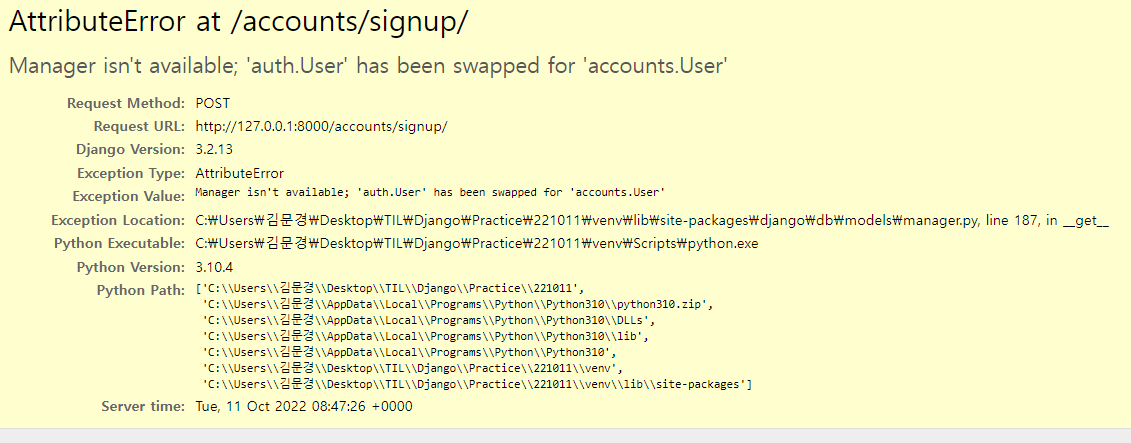 AttributeError at /accounts/signup/
Manager isn't available; 'auth.User' has been swapped for 'accounts.User'
Request Method: POST
Request URL: http://127.0.0.1:8000/accounts/signup/
Django Version: 3.2.13
Exception Type: AttributeError
Exception Value: Manager isn't available; 'auth.User' has been swapped for 'accounts.User'
Exception Location: C:₩Users₩김문경₩Desktop₩TIL₩Django₩Practice₩221011₩venv₩lib₩site-packages₩django₩db₩models₩manager.py, line 187, in __get__
Python Executable: C:₩Users₩김문경₩Desktop₩TIL₩Django₩Practice₩221011₩venv₩Scripts₩python.exe
Python Version: 3.10.4
Python Path: ['C:\\Users\\김문경\\Desktop\\TIL\\Django\\Practice\\221011',
'C:\\Users\\김문경\\AppData\\Local\\Programs\\Python\\Python310\\python310.zip',
'C:\\Users\\김문경\\AppData\\Local\\Programs\\Python\\Python310\\DLLs',
'C:\\Users\\김문경\\AppData\\Local\\Programs\\Python\\Python310\\lib',
'C:\\Users\\김문경\\AppData\\Local\\Programs\\Python\\Python310',
'C:\\Users\\김문경\\Desktop\\TIL\\Django\\Practice\\221011\\venv',
'C:\\Users\\김문경\\Desktop\\TIL\\Django\\Practice\\221011\\venv\\lib\\site-packages']
Server time: Tue, 11 Oct 2022 08:47:26 +0000